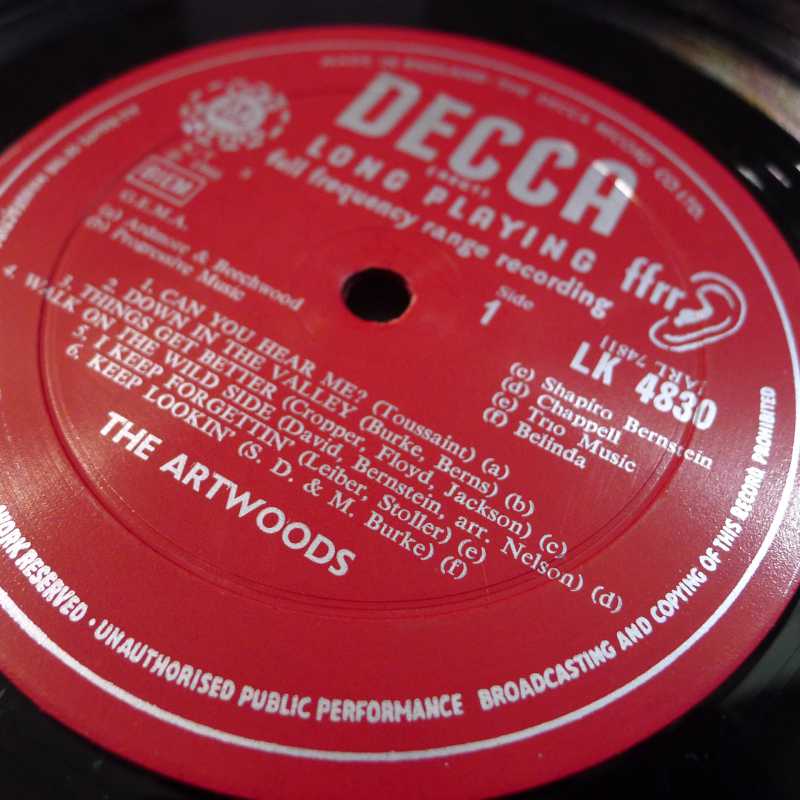 MADE IN ENGLAND · THE DECCA RECORD CO. LTD.
DECCA
LONG PLAYING
full frequency range recording
ffrr
BIEM
G.E.M.A.
(a) Ardmore & Beechwood
(b) Progressive Music
Side
1
(ARL 7481)
LK 4830
(c) Shapiro Bernstein
(d) Chappell
(e) Trio Music
(f) Belinda
1. CAN YOU HEAR ME? (Toussaint) (a)
2. DOWN IN THE VALLEY (Burke, Berns) (b)
3. THINGS GET BETTER (Cropper, Floyd, Jackson) (c)
4. WALK ON THE WILD SIDE (David, Bernstein, arr. Nelson) (d)
5. I KEEP FORGETTIN' (Leiber, Stoller) (e)
6. KEEP LOOKIN' (S. D. & M. Burke) (f)
THE ARTWOODS
WORK RESERVED · UNAUTHORISED PUBLIC PERFORMANCE BROADCASTING AND COPYING OF THIS RECORD PROHIBITED